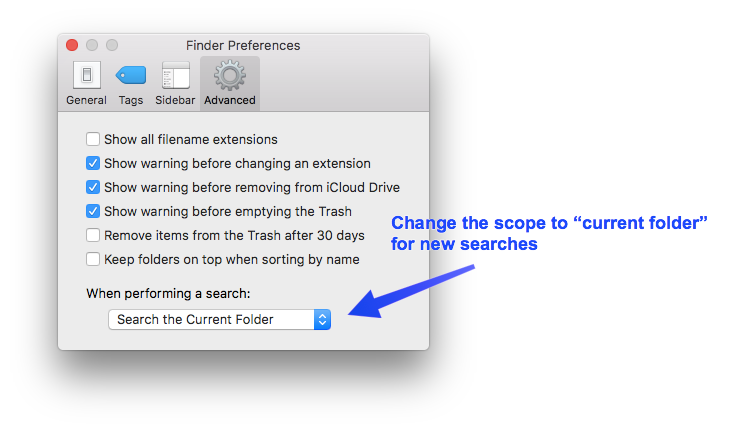 Finder Preferences
General Tags Sidebar Advanced
Show all filename extensions
Show warning before changing an extension
Show warning before removing from iCloud Drive
Show warning before emptying the Trash
Remove items from the Trash after 30 days
Keep folders on top when sorting by name
When performing a search:
Search the Current Folder
Change the scope to “current folder”
for new searches